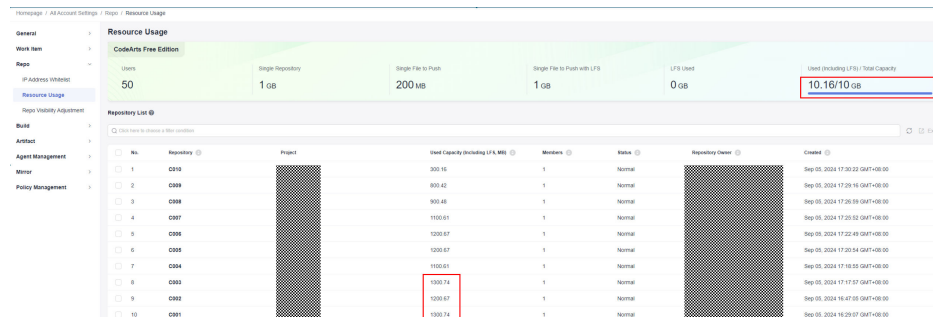 Homepage / All Account Settings / Repo / Resource Usage
General
Work Item
Repo
IP Address Whitelist
Resource Usage
Repo Visibility Adjustment
Build
Artifact
Agent Management
Mirror
Policy Management
Resource Usage
CodeArts Free Edition
Users Single Repository Single File to Push Single File to Push with LFS LFS Used Used (Including LFS) / Total Capacity
50 1 GB 200 MB 1 GB 0 GB 10.16/10 GB
Repository List
Click here to choose a filter condition
No. Repository Project Used Capacity (Including LFS, MB) Members Status Repository Owner Created
1 C010 300.16 1 Normal Sep 05, 2024 17:30:22 GMT+08:00
2 C009 800.42 1 Normal Sep 05, 2024 17:29:16 GMT+08:00
3 C008 900.48 1 Normal Sep 05, 2024 17:26:59 GMT+08:00
4 C007 1100.61 1 Normal Sep 05, 2024 17:25:52 GMT+08:00
5 C006 1200.67 1 Normal Sep 05, 2024 17:22:49 GMT+08:00
6 C005 1200.67 1 Normal Sep 05, 2024 17:20:54 GMT+08:00
7 C004 1100.61 1 Normal Sep 05, 2024 17:18:55 GMT+08:00
8 C003 1300.74 1 Normal Sep 05, 2024 17:17:57 GMT+08:00
9 C002 1200.67 1 Normal Sep 05, 2024 16:47:05 GMT+08:00
10 C001 1300.74 1 Normal Sep 05, 2024 16:29:07 GMT+08:00